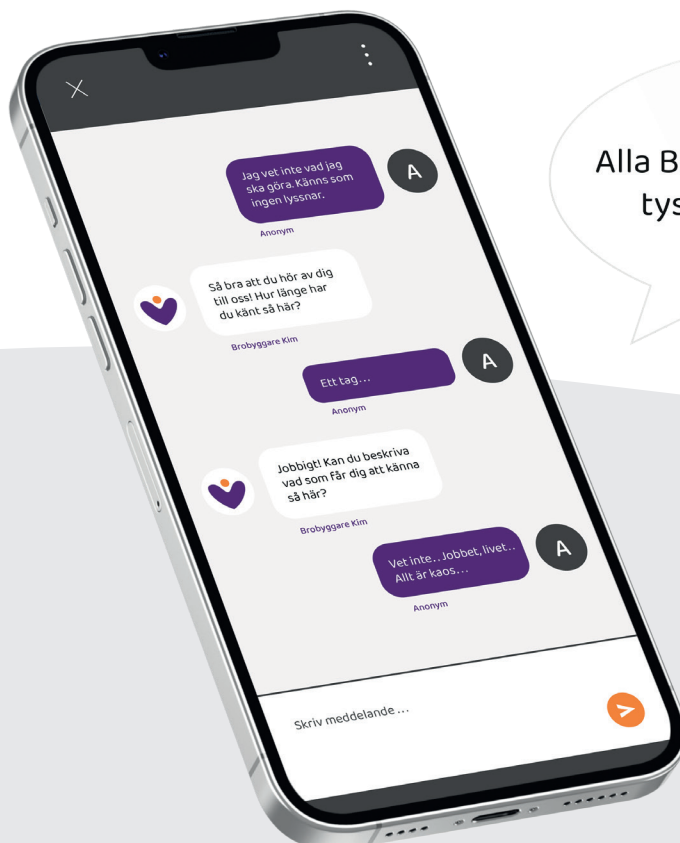 Jag vet inte vad jag
ska göra. Känns som
ingen lyssnar.
A
Anonym
Så bra att du hör av dig
till oss! Hur länge har
du känt så här?
Brobyggare Kim
Ett tag...
A
Anonym
Jobbigt! Kan du beskriva
vad som får dig att känna
så här?
Brobyggare Kim
Vet inte.. Jobbet, livet..
Allt är kaos...
A
Anonym
Skriv meddelande ...
Alla B